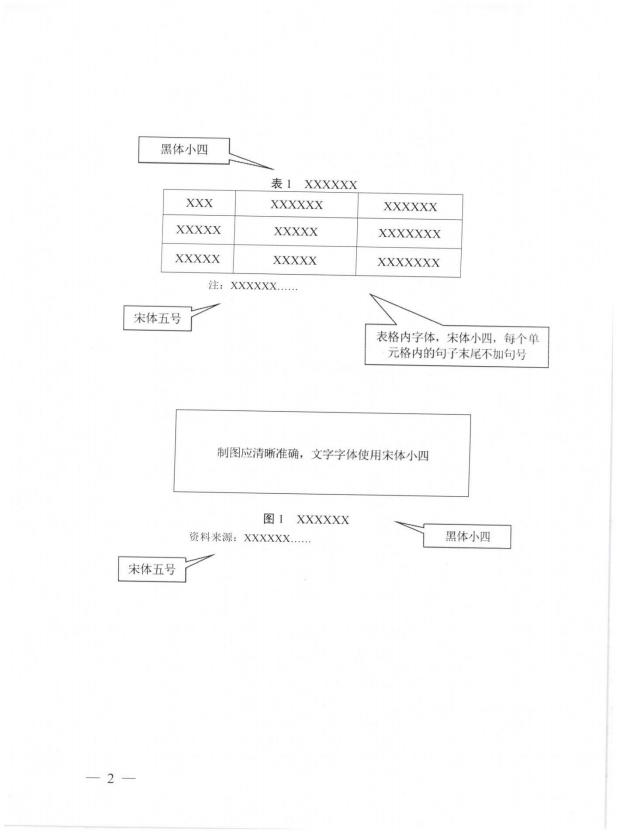 黑体小四
表 1 XXXXXX
XXX XXXXXX XXXXXX
XXXXX XXXXX XXXXXXX
XXXXX XXXXX XXXXXXX
注：XXXXXX……
宋体五号
表格内字体，宋体小四，每个单
元格内的句子末尾不加句号
制图应清晰准确，文字字体使用宋体小四
图 1 XXXXXX
资料来源：XXXXXX……
黑体小四
宋体五号
— 2 —